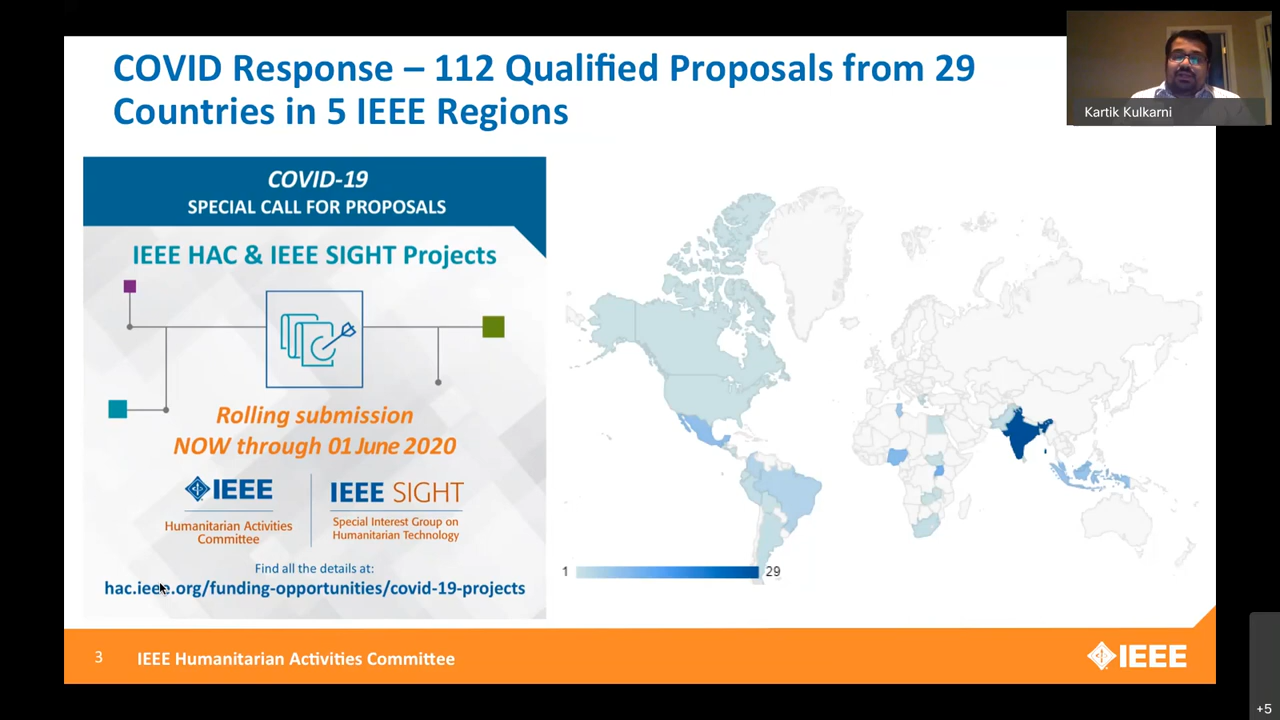 COVID Response – 112 Qualified Proposals from 29
Countries in 5 IEEE Regions
Kartik Kulkarni
COVID-19
SPECIAL CALL FOR PROPOSALS
IEEE HAC & IEEE SIGHT Projects
Rolling submission
NOW through 01 June 2020
IEEE
Humanitarian Activities
Committee
IEEE SIGHT
Special Interest Group on
Humanitarian Technology
Find all the details at:
hac.ieee.org/funding-opportunities/covid-19-projects
1
29
3
IEEE Humanitarian Activities Committee
IEEE
+5